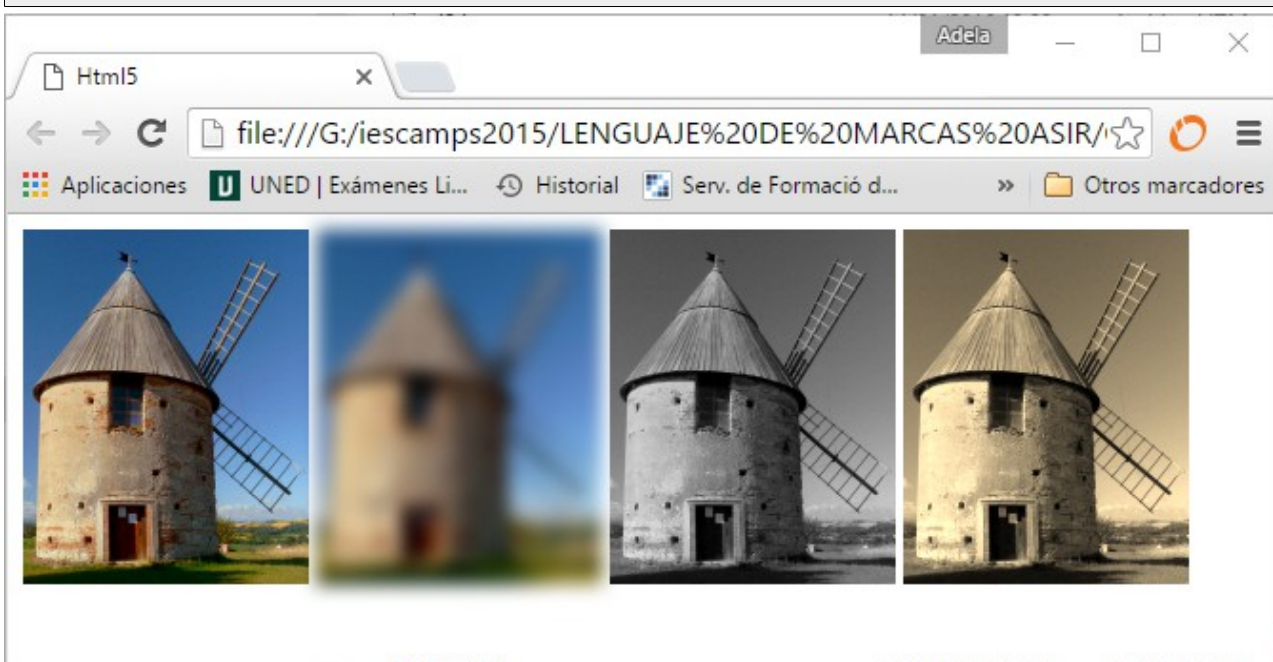 Adela
Html5
file:///G:/iescamps2015/LENGUAJE%20DE%20MARCAS%20ASIR/
Aplicaciones UNED | Exámenes Li... Historial Serv. de Formació d... » Otros marcadores